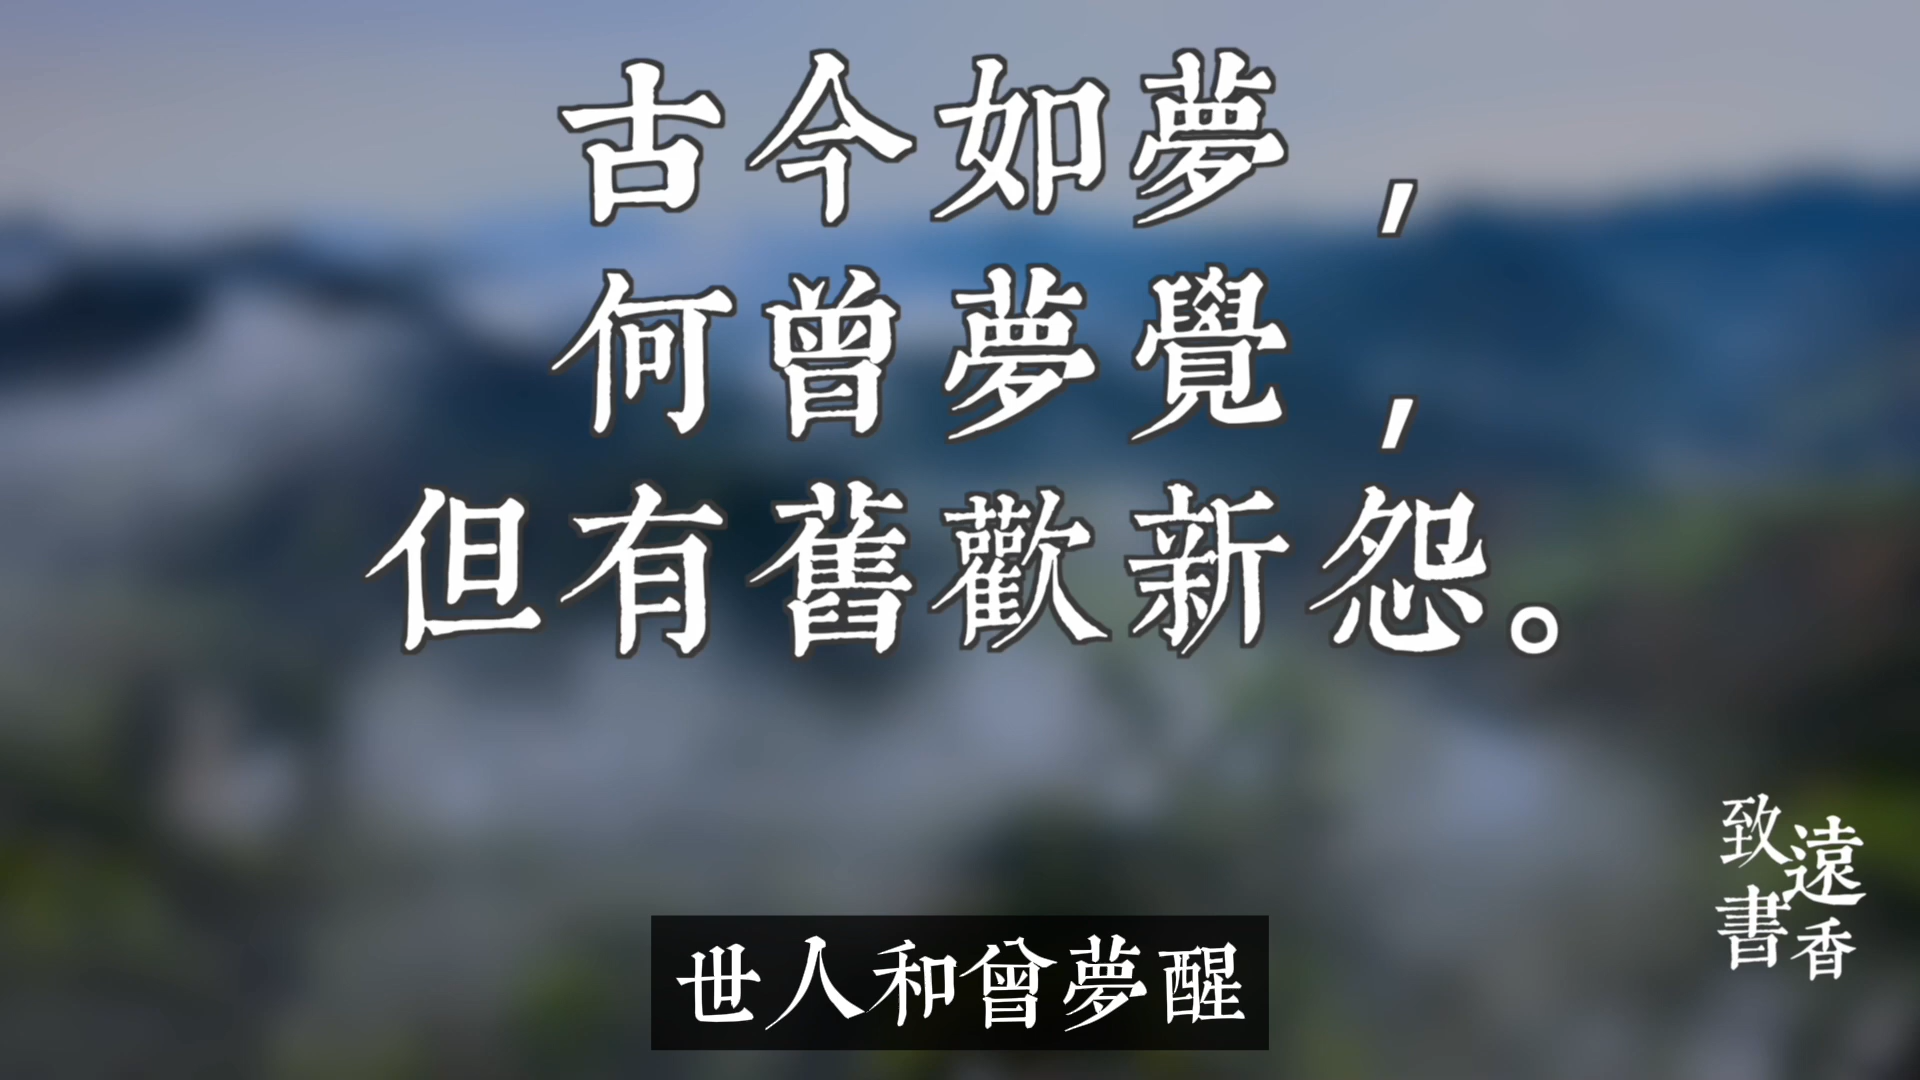 古今如夢，
何曾夢覺，
但有舊歡新怨。
致遠
書香
世人和曾夢醒